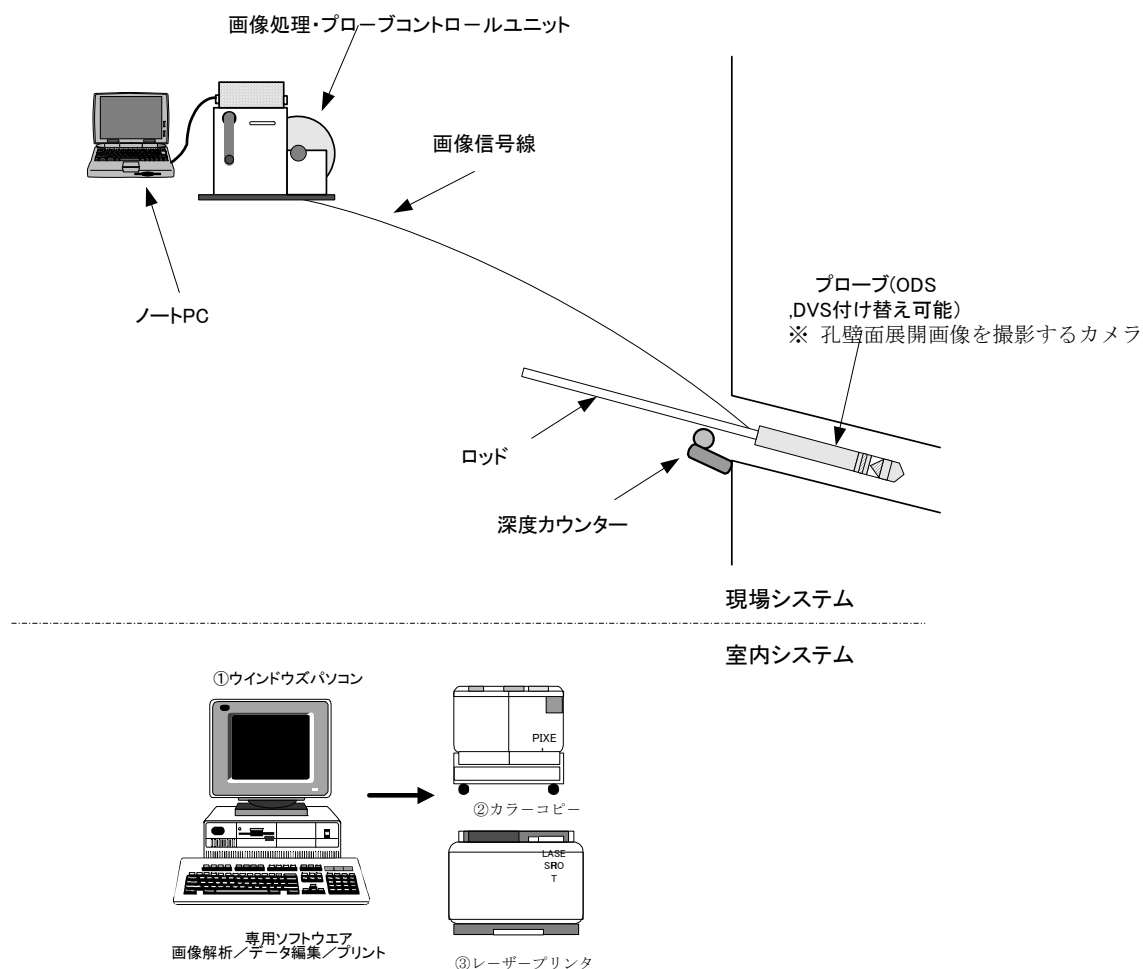 画像処理・プローブコントロールユニット
画像信号線
ノートPC
プローブ(ODS
,DVS付け替え可能)
※ 孔壁面展開画像を撮影するカメラ
ロッド
深度カウンター
現場システム
室内システム
①ウインドウズパソコン
PIXE
L
②カラーコピー
LASE
R
SHO
T
専用ソフトウエア
画像解析／データ編集／プリント
③レーザープリンタ